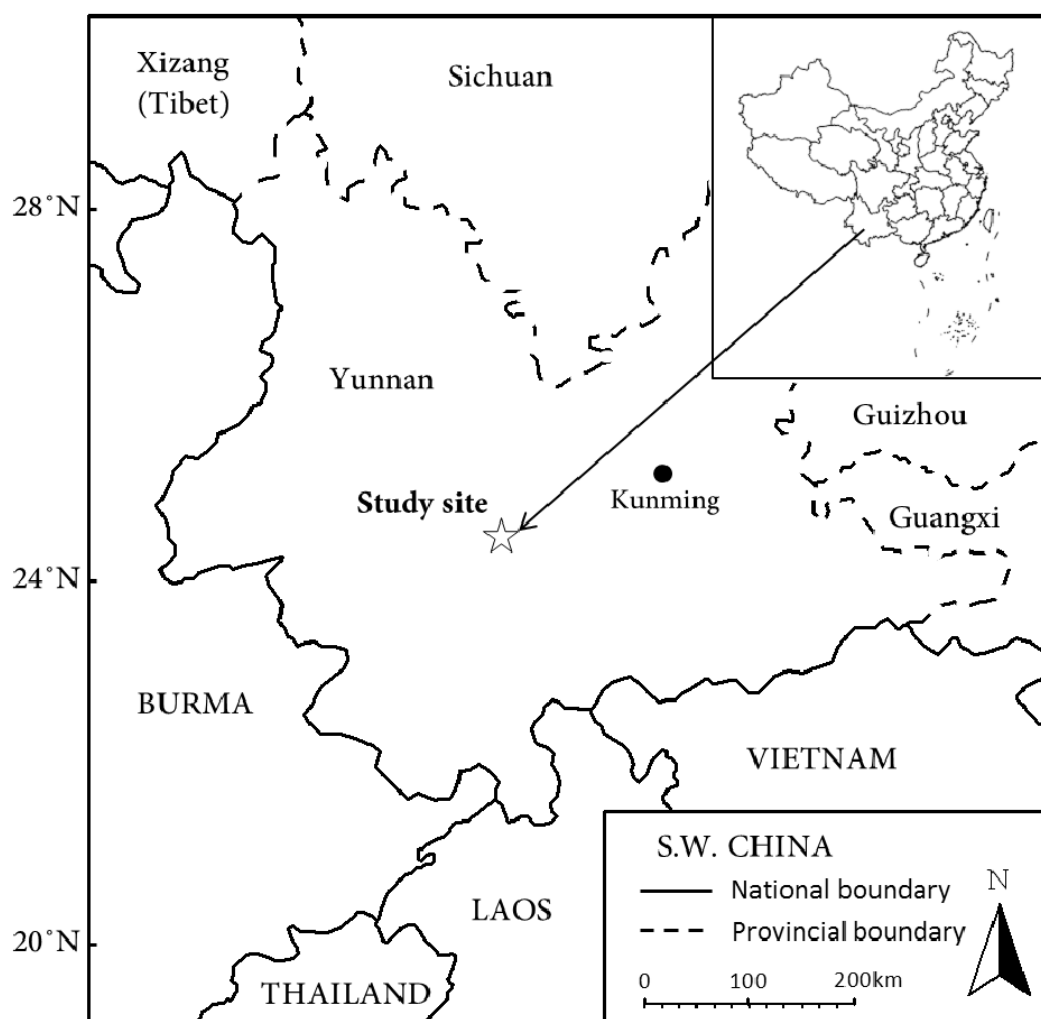 Xizang
(Tibet)
Sichuan
28°N
Yunnan
Guizhou
Study site
Kunming
Guangxi
24°N
BURMA
VIETNAM
S.W. CHINA
National boundary
N
LAOS
Provincial boundary
20°N
THAILAND
0 100 200km